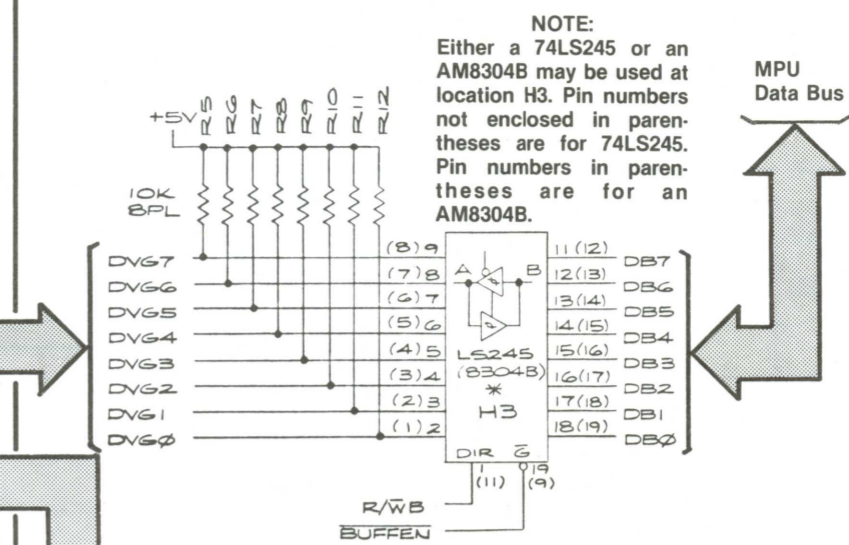 NOTE:
Either a 74LS245 or an
AM8304B may be used at
location H3. Pin numbers
not enclosed in paren-
theses are for 74LS245.
Pin numbers in paren-
theses are for an
AM8304B.
MPU
Data Bus
+5V
R5
R6
R7
R8
R9
R10
R11
R12
10K
8PL
DVG7
DVG6
DVG5
DVG4
DVG3
DVG2
DVG1
DVGØ
(8) 9
(7) 8
(6) 7
(5) 6
(4) 5
(3) 4
(2) 3
(1) 2
A B
LS245
(8304B)
*
H3
DIR G̅
11 (12)
12 (13)
13 (14)
14 (15)
15 (16)
16 (17)
17 (18)
18 (19)
DB7
DB6
DB5
DB4
DB3
DB2
DB1
DBØ
1 19
(11) (9)
R/W̅B
B̅U̅F̅F̅E̅N̅